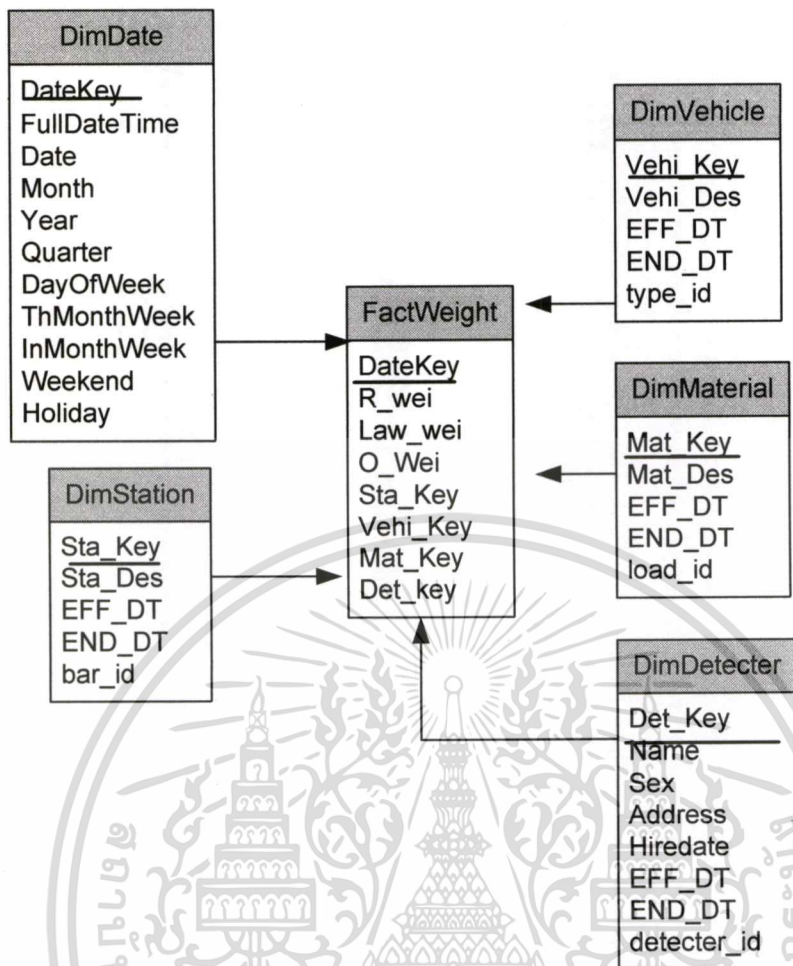 DimDate
DateKey
FullDateTime
Date
Month
Year
Quarter
DayOfWeek
ThMonthWeek
InMonthWeek
Weekend
Holiday
DimVehicle
Vehi_Key
Vehi_Des
EFF_DT
END_DT
type_id
FactWeight
DateKey
R_wei
Law_wei
O_Wei
Sta_Key
Vehi_Key
Mat_Key
Det_key
DimMaterial
Mat_Key
Mat_Des
EFF_DT
END_DT
load_id
DimStation
Sta_Key
Sta_Des
EFF_DT
END_DT
bar_id
DimDetecter
Det_Key
Name
Sex
Address
Hiredate
EFF_DT
END_DT
detecter_id